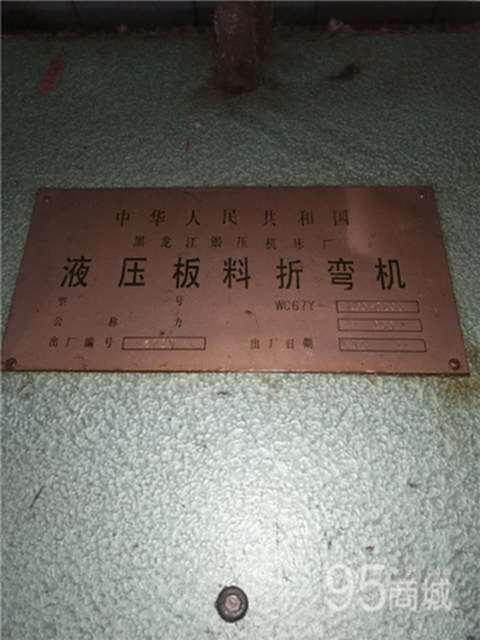 中华人民共和国
黑龙江锻压机床厂
液压板料折弯机
型号 WC67Y-
公称力
出厂编号 出厂日期
95商城